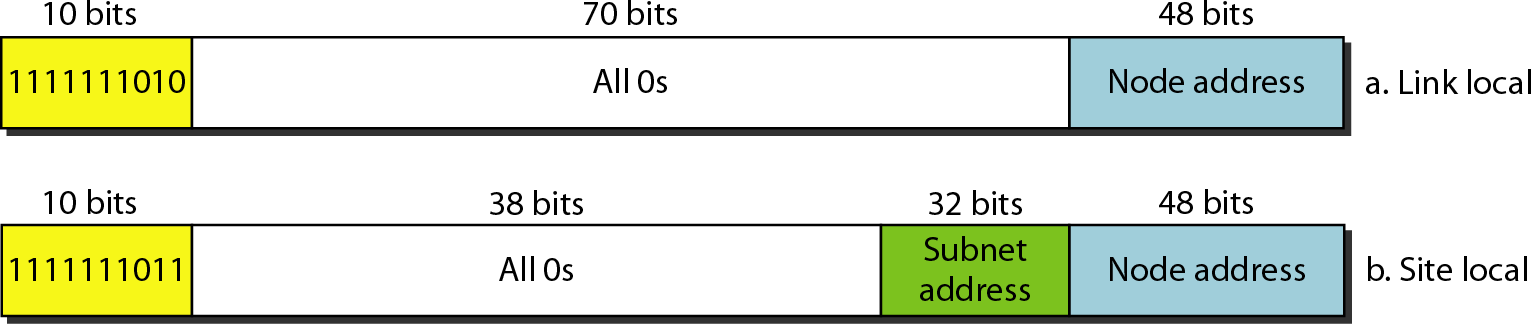 10 bits 70 bits 48 bits
1111111010 All 0s Node address a. Link local
10 bits 38 bits 32 bits 48 bits
1111111011 All 0s Subnet address Node address b. Site local